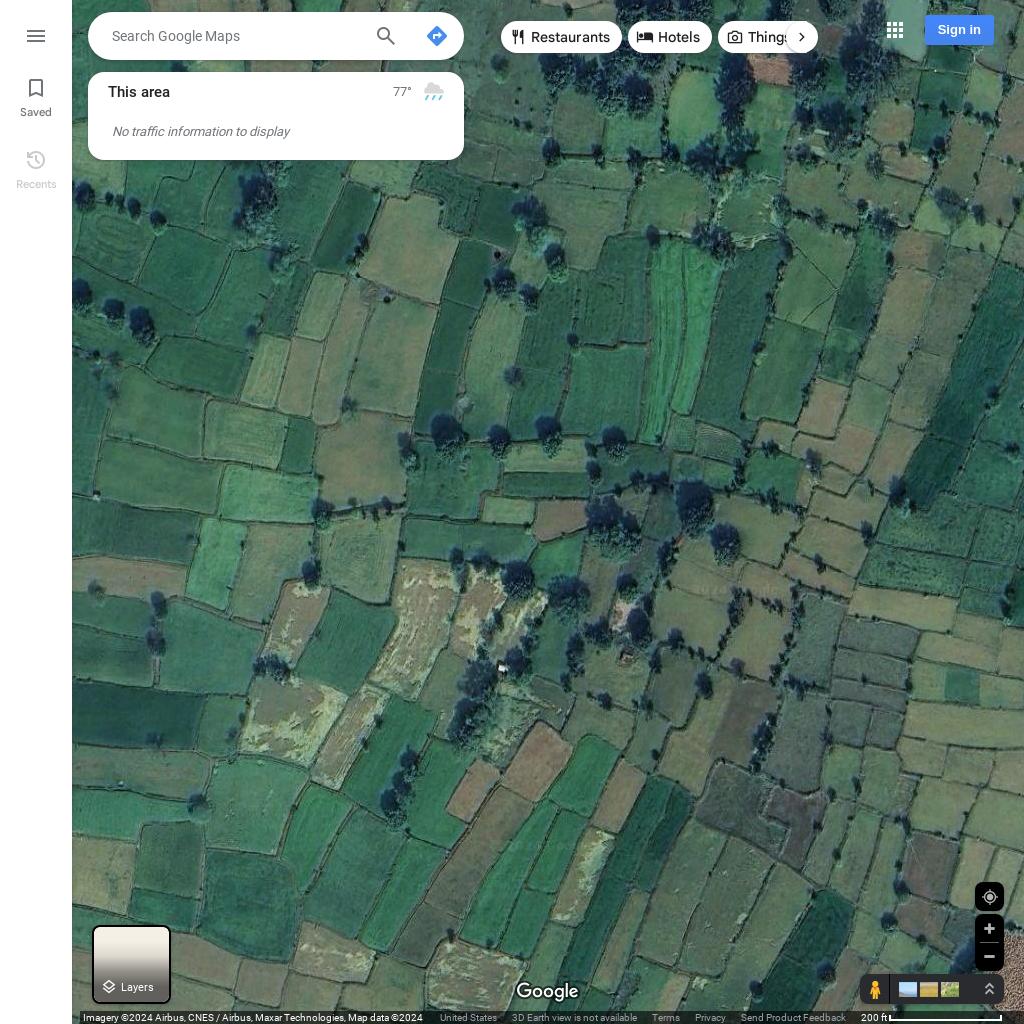 Search Google Maps
Restaurants
Hotels
Things
Sign in
Saved
Recents
This area
77°
No traffic information to display
Layers
Google
Imagery ©2024 Airbus, CNES / Airbus, Maxar Technologies, Map data ©2024 United States 3D Earth view is not available Terms Privacy Send Product Feedback 200 ft